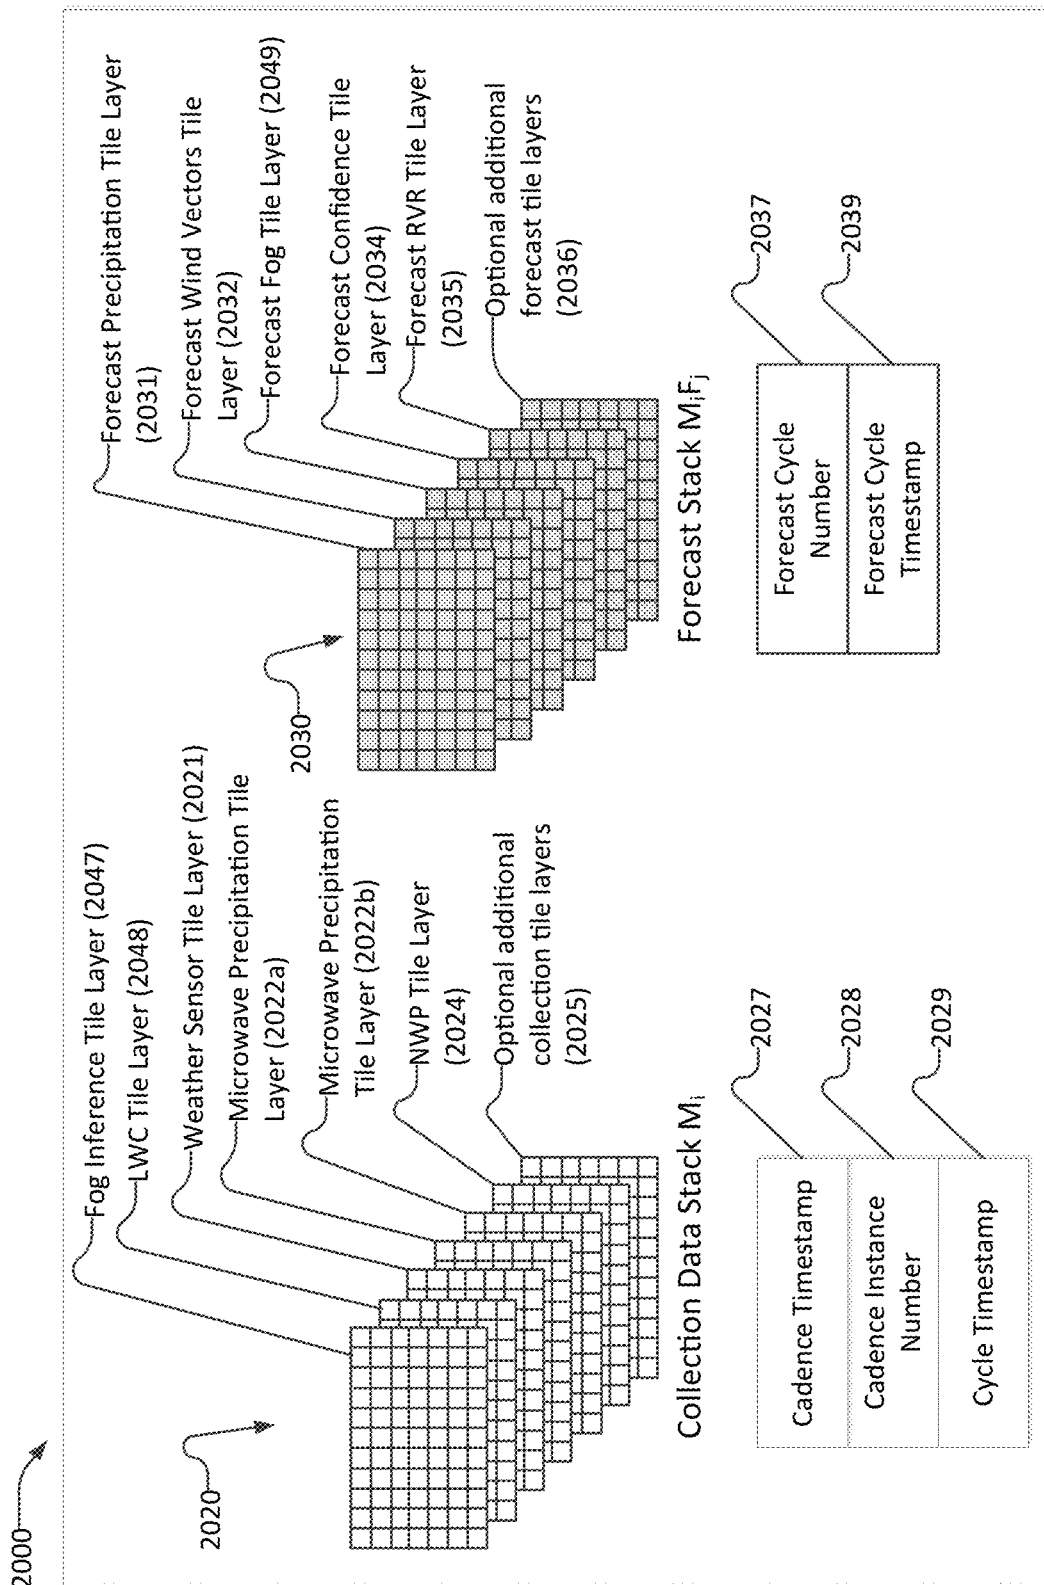 2000
2020
Fog Inference Tile Layer (2047)
LWC Tile Layer (2048)
Weather Sensor Tile Layer (2021)
Microwave Precipitation Tile
Layer (2022a)
Microwave Precipitation
Tile Layer (2022b)
NWP Tile Layer
(2024)
Optional additional
collection tile layers
(2025)
Collection Data Stack Mi
Cadence Timestamp
2027
Cadence Instance
Number
2028
Cycle Timestamp
2029
2030
Forecast Precipitation Tile Layer
(2031)
Forecast Wind Vectors Tile
Layer (2032)
Forecast Fog Tile Layer (2049)
Forecast Confidence Tile
Layer (2034)
Forecast RVR Tile Layer
(2035)
Optional additional
forecast tile layers
(2036)
Forecast Stack MiFj
Forecast Cycle
Number
2037
Forecast Cycle
Timestamp
2039